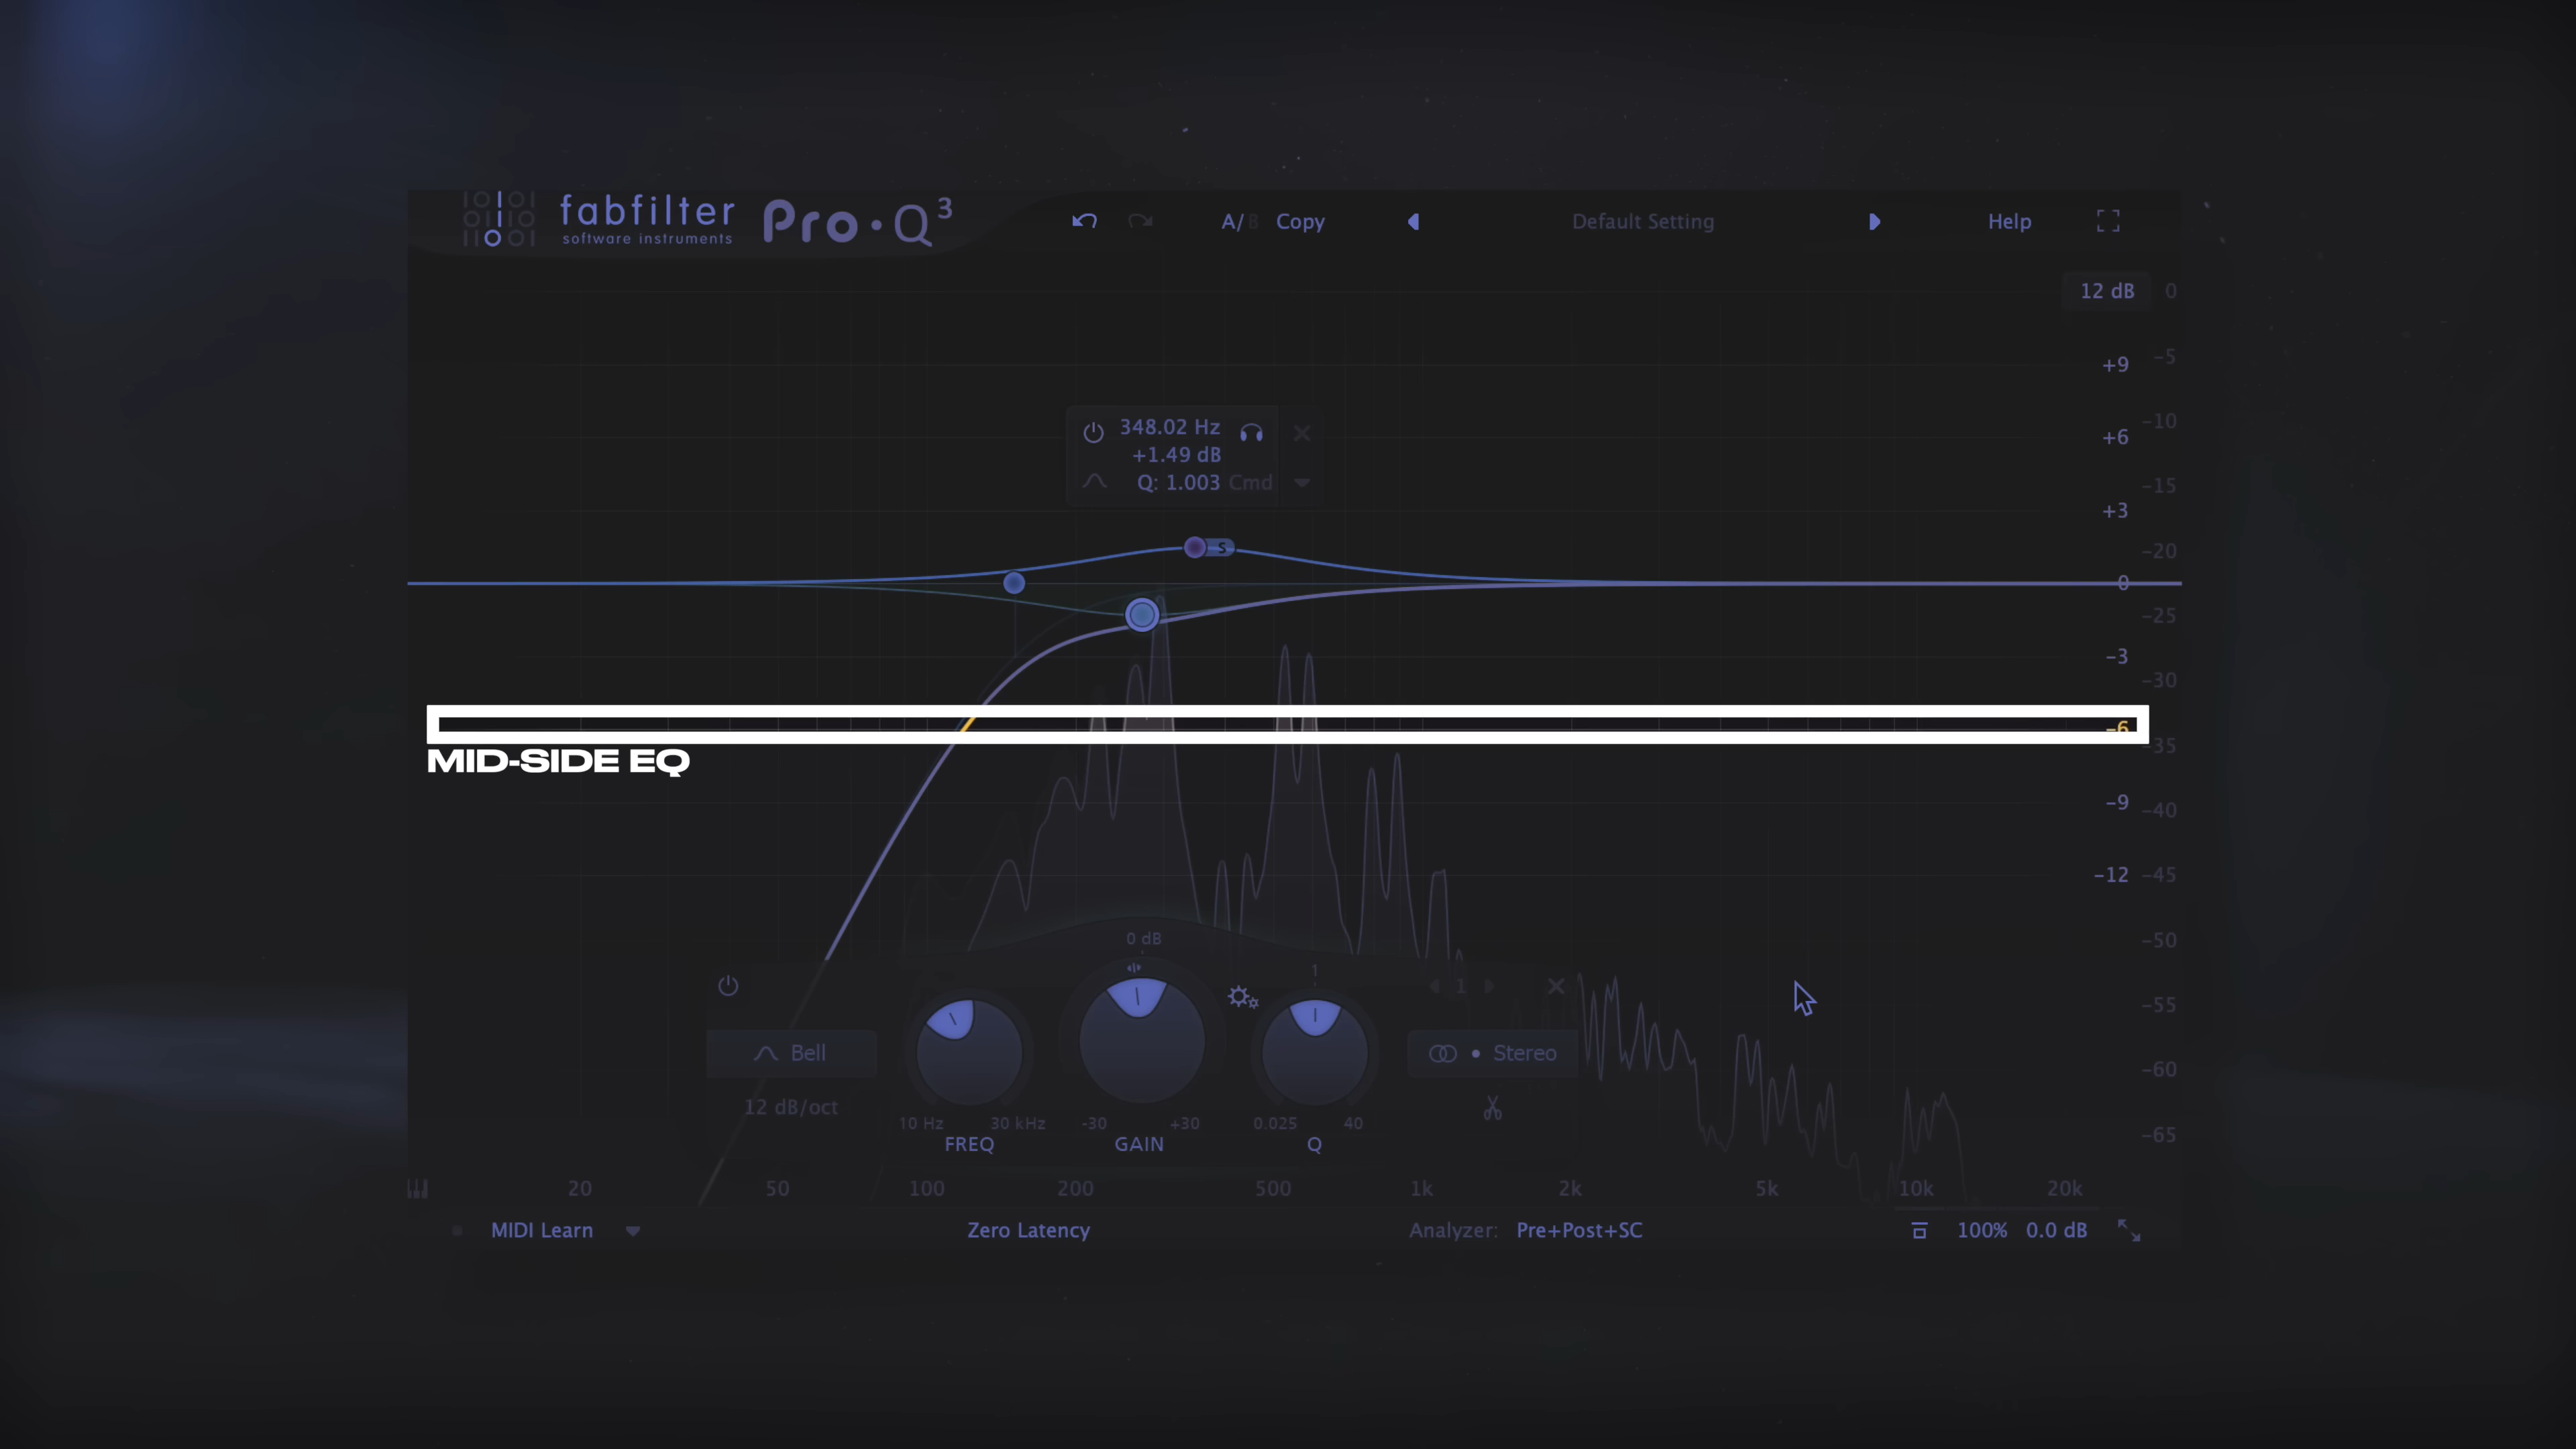 fabfilter
software instruments
Pro·Q³
A/B
Copy
Default Setting
Help
12 dB
0
+9
-5
+6
-10
-15
+3
-20
0
-25
-3
-30
-6
-35
-9
-40
-12
-45
-50
-55
-60
-65
348.02 Hz
+1.49 dB
Q: 1.003 Cmd
S
MID-SIDE EQ
0 dB
1
1
Bell
Stereo
12 dB/oct
10 Hz
30 kHz
-30
+30
0.025
40
FREQ
GAIN
Q
20
50
100
200
500
1k
2k
5k
10k
20k
MIDI Learn
Zero Latency
Analyzer: Pre+Post+SC
100%
0.0 dB